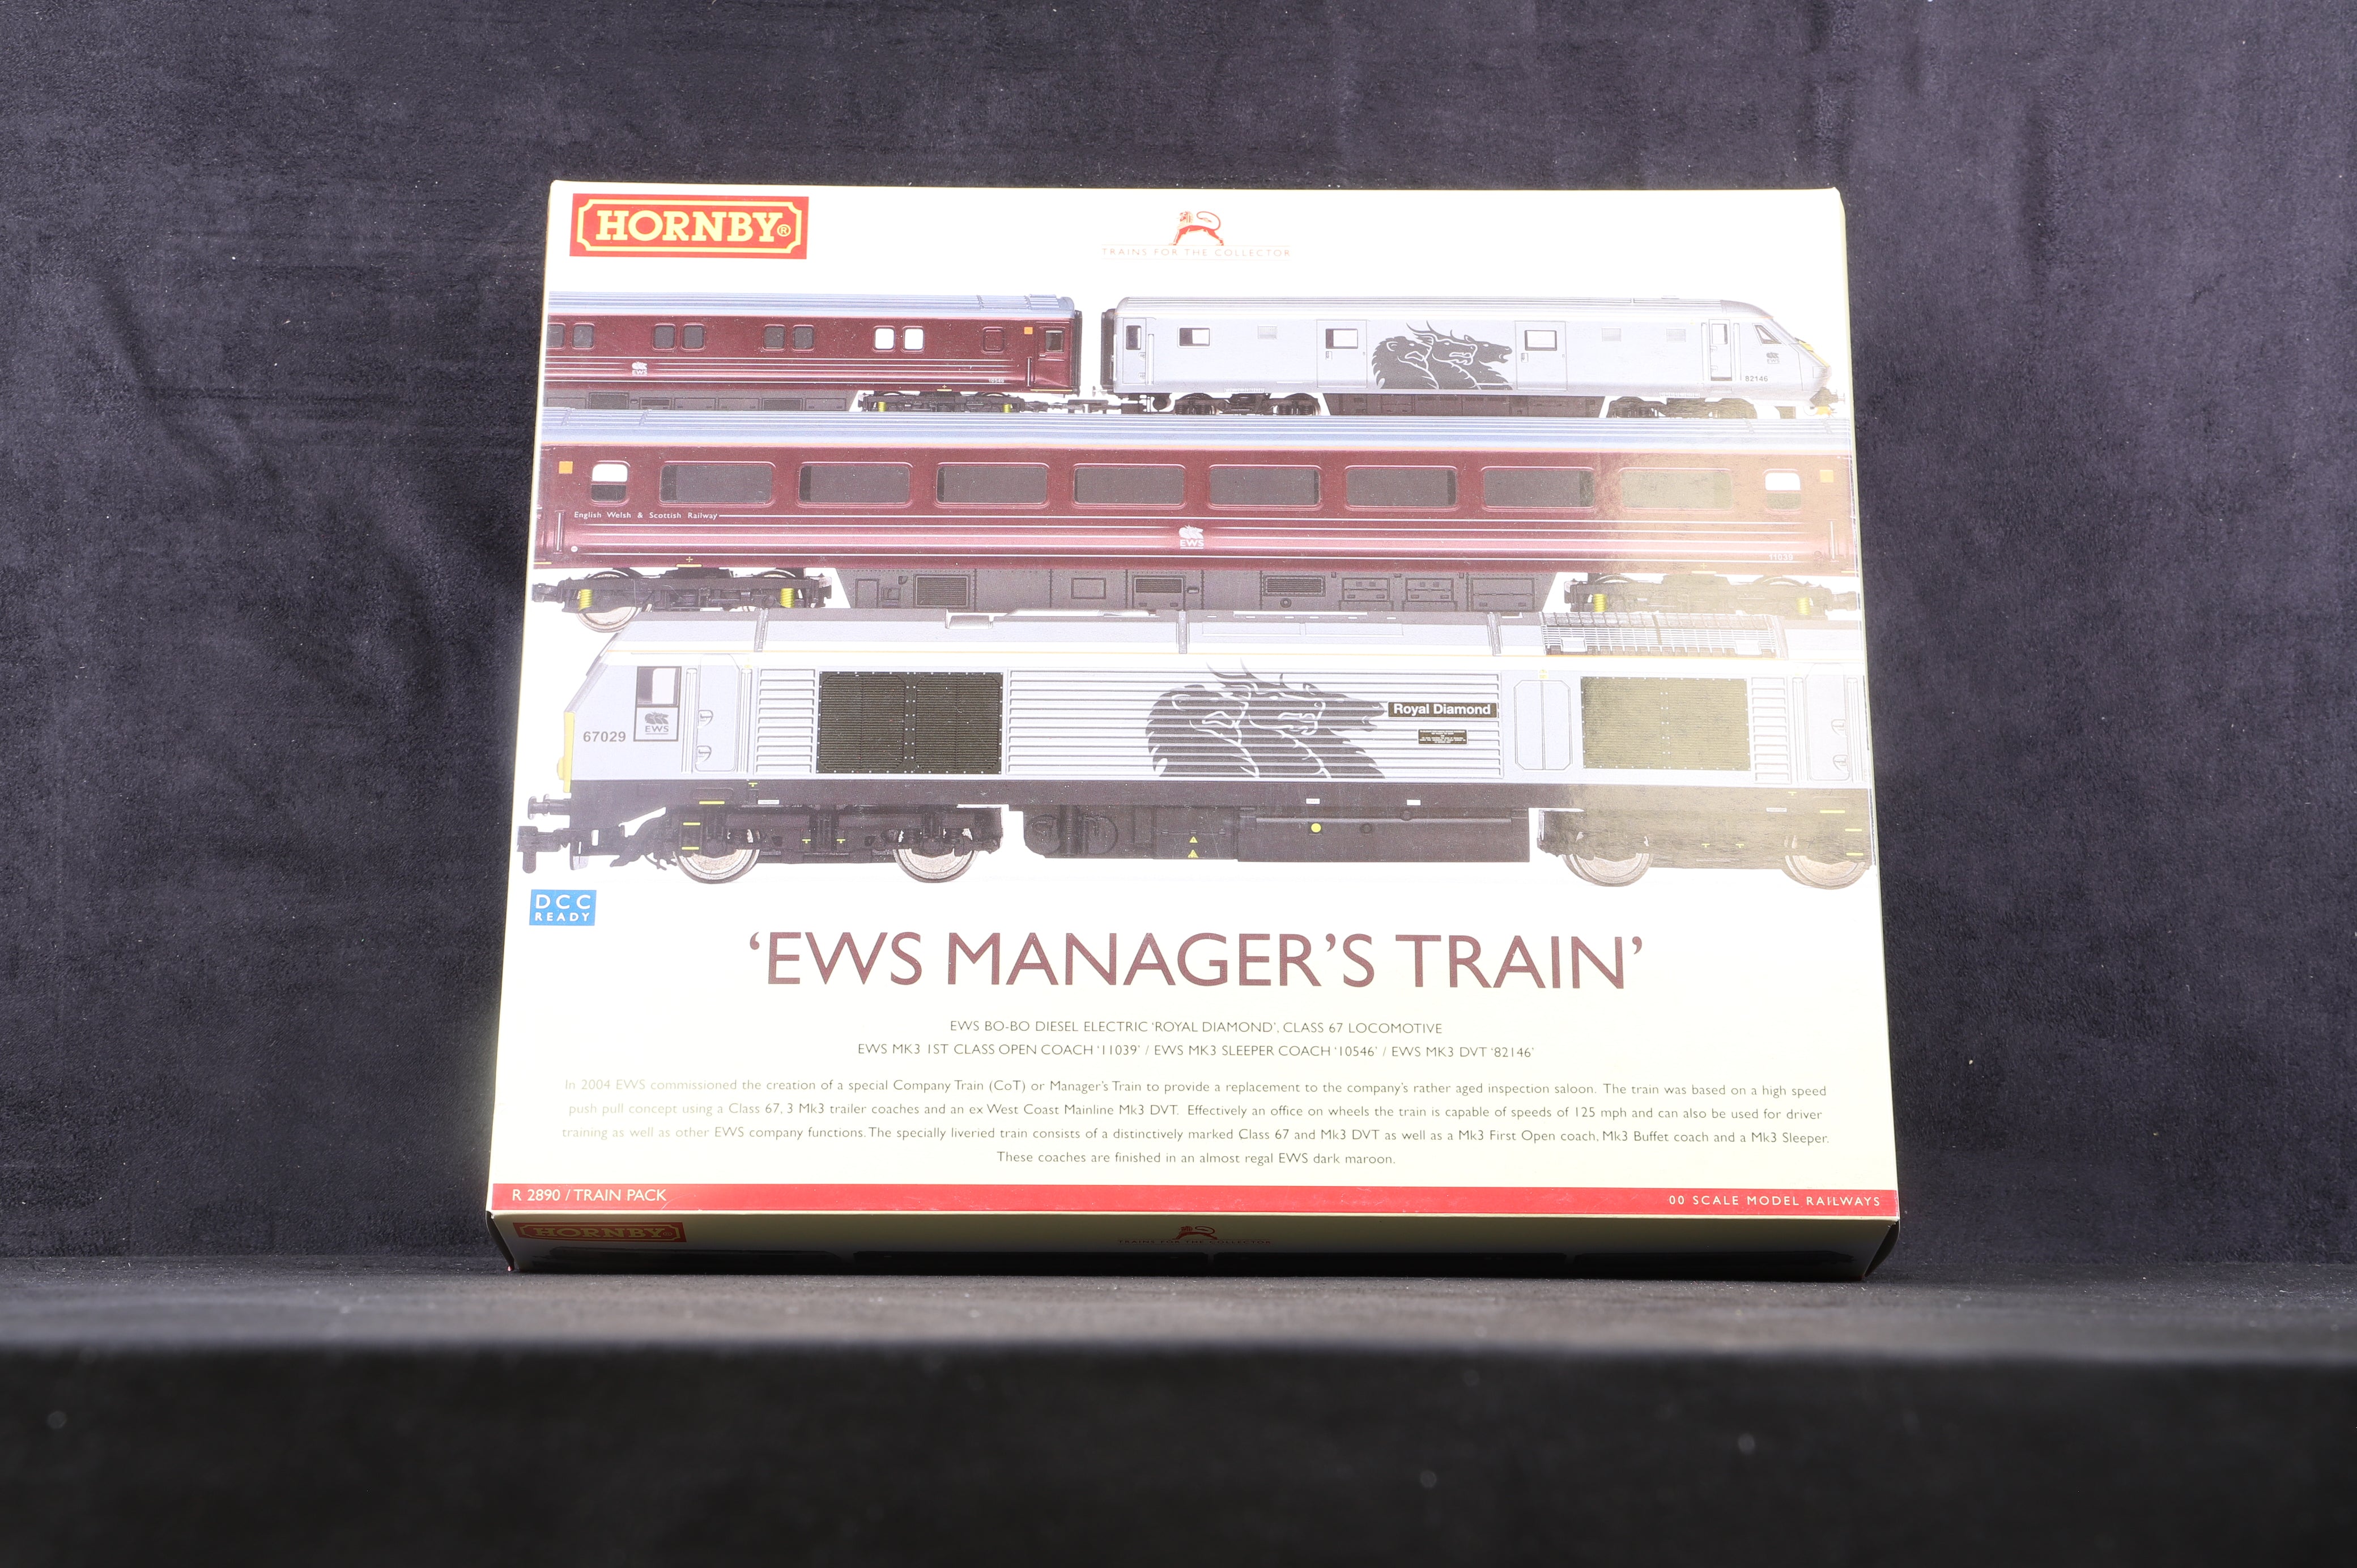 HORNBY®
TRAINS FOR THE COLLECTOR
EWS
10546
82146
English Welsh & Scottish Railway
EWS
11039
Royal Diamond
67029
EWS
DCC
READY
‘EWS MANAGER’S TRAIN’
EWS BO-BO DIESEL ELECTRIC ‘ROYAL DIAMOND’, CLASS 67 LOCOMOTIVE
EWS MK3 1ST CLASS OPEN COACH ‘11039’ / EWS MK3 SLEEPER COACH ‘10546’ / EWS MK3 DVT ‘82146’
In 2004 EWS commissioned the creation of a special Company Train (CoT) or Manager’s Train to provide a replacement to the company’s rather aged inspection saloon. The train was based on a high speed
push pull concept using a Class 67, 3 Mk3 trailer coaches and an ex West Coast Mainline Mk3 DVT. Effectively an office on wheels the train is capable of speeds of 125 mph and can also be used for driver
training as well as other EWS company functions. The specially liveried train consists of a distinctively marked Class 67 and Mk3 DVT as well as a Mk3 First Open coach, Mk3 Buffet coach and a Mk3 Sleeper.
These coaches are finished in an almost regal EWS dark maroon.
R 2890 / TRAIN PACK
00 SCALE MODEL RAILWAYS
HORNBY®
TRAINS FOR THE COLLECTOR